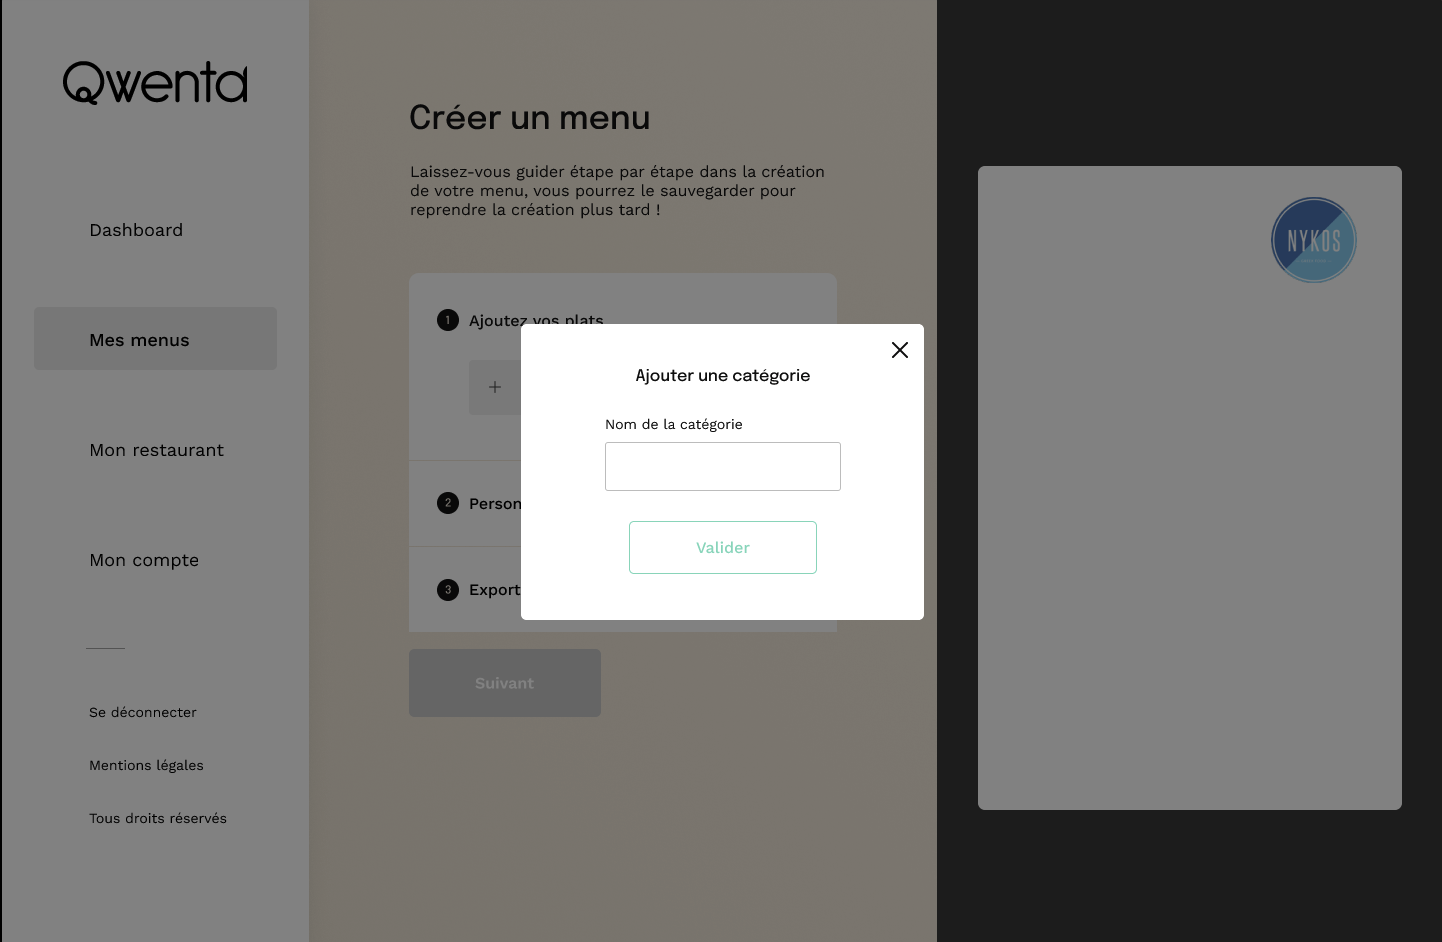 Qwenta
Dashboard
Mes menus
Mon restaurant
Mon compte
Se déconnecter
Mentions légales
Tous droits réservés
Créer un menu
Laissez-vous guider étape par étape dans la création
de votre menu, vous pourrez le sauvegarder pour
reprendre la création plus tard !
1 Ajoutez vos plats
+
2 Person
3 Export
Suivant
Ajouter une catégorie
Nom de la catégorie
Valider
NYKOS